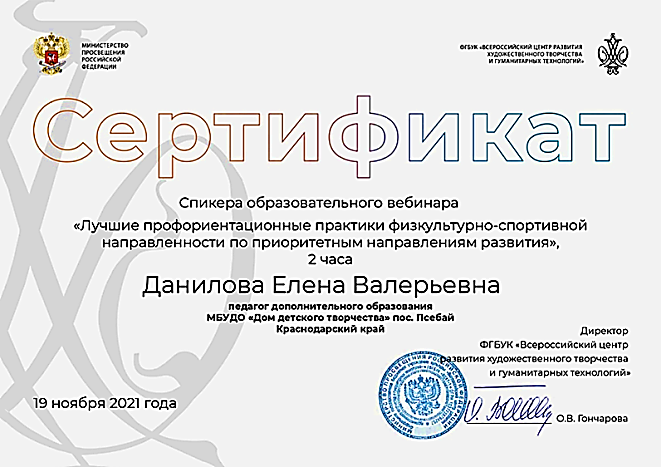 МИНИСТЕРСТВО
ПРОСВЕЩЕНИЯ
РОССИЙСКОЙ
ФЕДЕРАЦИИ
ФГБУК «ВСЕРОССИЙСКИЙ ЦЕНТР РАЗВИТИЯ
ХУДОЖЕСТВЕННОГО ТВОРЧЕСТВА
И ГУМАНИТАРНЫХ ТЕХНОЛОГИЙ»
Сертификат
Спикера образовательного вебинара
«Лучшие профориентационные практики физкультурно-спортивной
направленности по приоритетным направлениям развития»,
2 часа
Данилова Елена Валерьевна
педагог дополнительного образования
МБУДО «Дом детского творчества» пос. Псебай
Краснодарский край
Директор
ФГБУК «Всероссийский центр
развития художественного творчества
и гуманитарных технологий»
19 ноября 2021 года
О.В. Гончарова